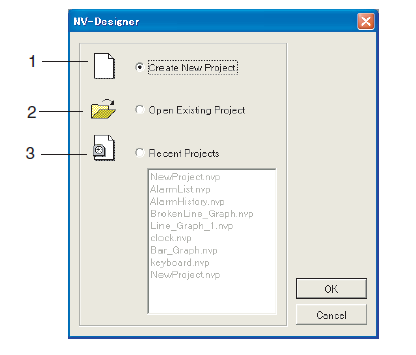 NV-Designer
1
Create New Project
2
Open Existing Project
3
Recent Projects
NewProject.nvp
AlarmList.nvp
AlarmHistory.nvp
BrokenLine_Graph.nvp
Line_Graph_1.nvp
clock.nvp
Bar_Graph.nvp
keyboard.nvp
NewProject.nvp
OK
Cancel